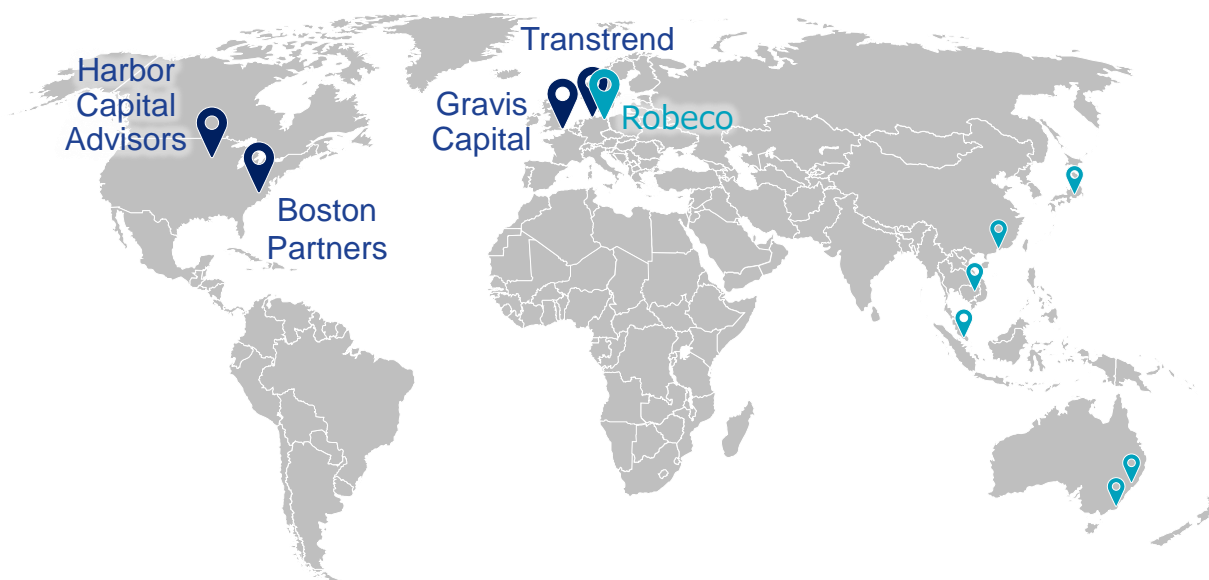 Transtrend
Harbor
Capital
Advisors
Gravis
Capital
Robeco
Boston
Partners